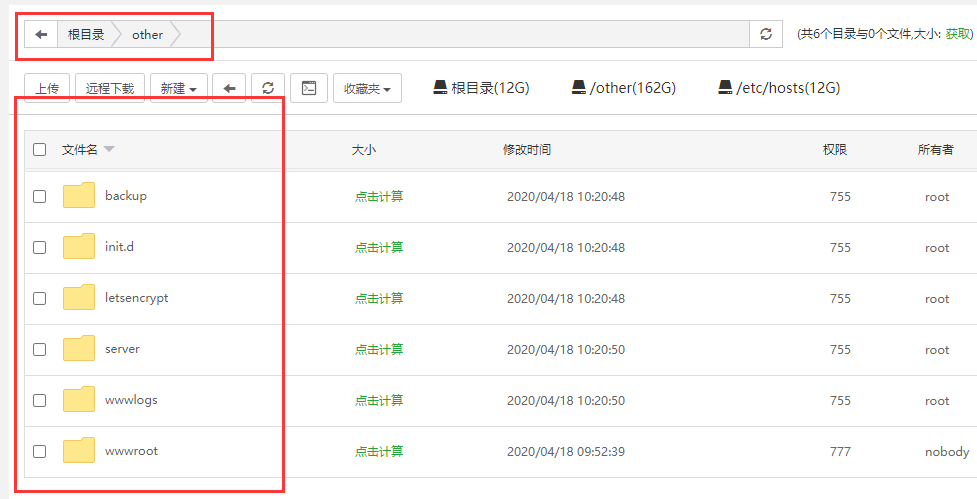 根目录 other (共6个目录与0个文件,大小: 获取)
上传 远程下载 新建 收藏夹 根目录(12G) /other(162G) /etc/hosts(12G)
文件名 大小 修改时间 权限 所有者
backup 点击计算 2020/04/18 10:20:48 755 root
init.d 点击计算 2020/04/18 10:20:48 755 root
letsencrypt 点击计算 2020/04/18 10:20:48 755 root
server 点击计算 2020/04/18 10:20:50 755 root
wwwlogs 点击计算 2020/04/18 10:20:50 755 root
wwwroot 点击计算 2020/04/18 09:52:39 777 nobody